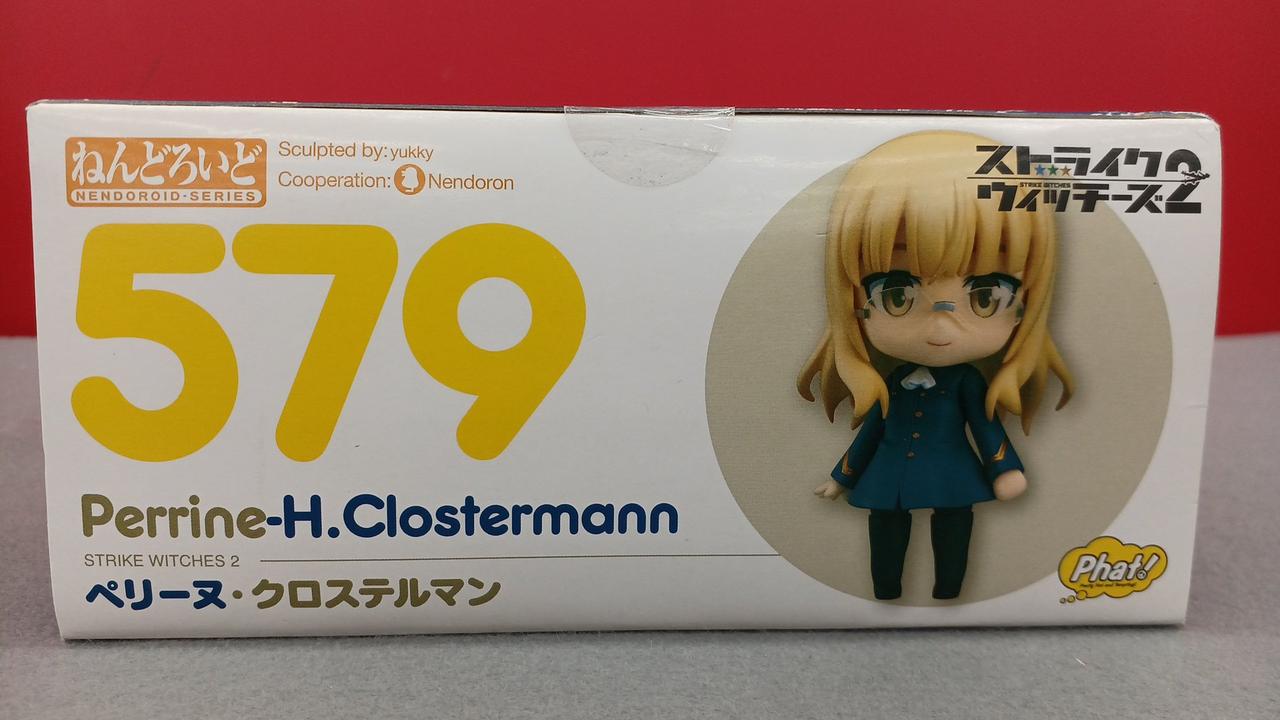 ねんどろいど
NENDOROID·SERIES
Sculpted by: yukky
Cooperation: Nendoron
ストライク
ウィッチーズ2
STRIKE WITCHES
579
Perrine-H.Clostermann
STRIKE WITCHES 2
ペリーヌ・クロステルマン
Phat!